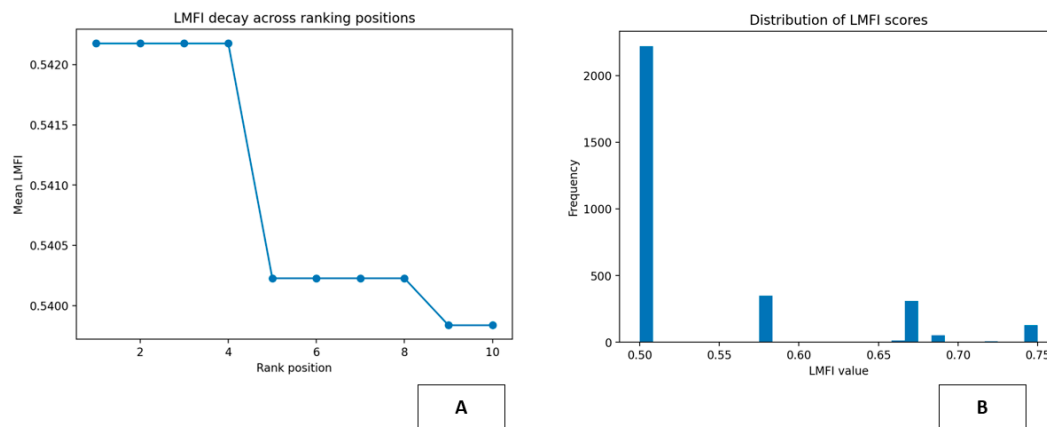 LMFI decay across ranking positions
0.5420
0.5415
0.5410
0.5405
0.5400
Mean LMFI
2
4
6
8
10
Rank position
A
Distribution of LMFI scores
2000
1500
1000
500
0
Frequency
0.50
0.55
0.60
0.65
0.70
0.75
LMFI value
B